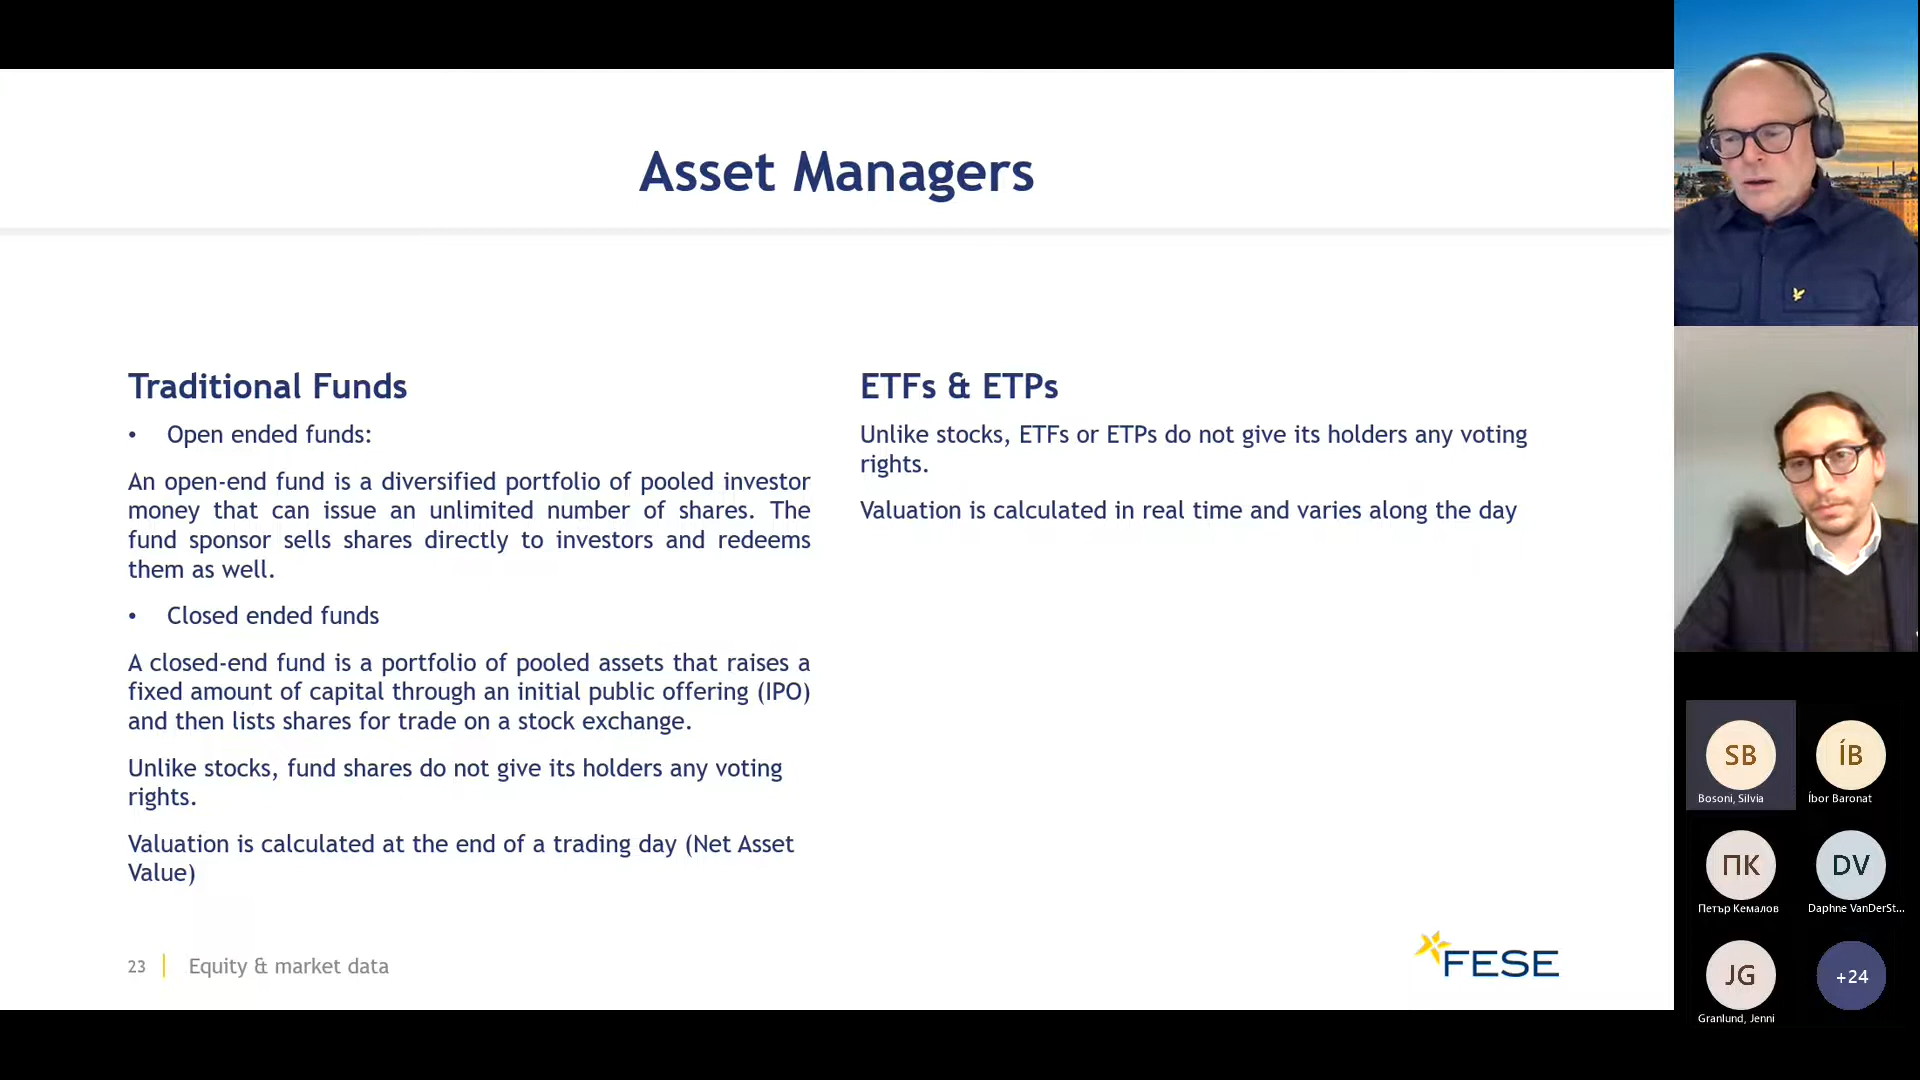 Asset Managers
Traditional Funds
• Open ended funds:
An open-end fund is a diversified portfolio of pooled investor
money that can issue an unlimited number of shares. The
fund sponsor sells shares directly to investors and redeems
them as well.
• Closed ended funds
A closed-end fund is a portfolio of pooled assets that raises a
fixed amount of capital through an initial public offering (IPO)
and then lists shares for trade on a stock exchange.
Unlike stocks, fund shares do not give its holders any voting
rights.
Valuation is calculated at the end of a trading day (Net Asset
Value)
ETFs & ETPs
Unlike stocks, ETFs or ETPs do not give its holders any voting
rights.
Valuation is calculated in real time and varies along the day
23 Equity & market data
FESE
SB
Bosoni, Silvia
ÍB
Íbor Baronat
ПК
Петър Кемалов
DV
Daphne VanDerSt...
JG
Granlund, Jenni
+24